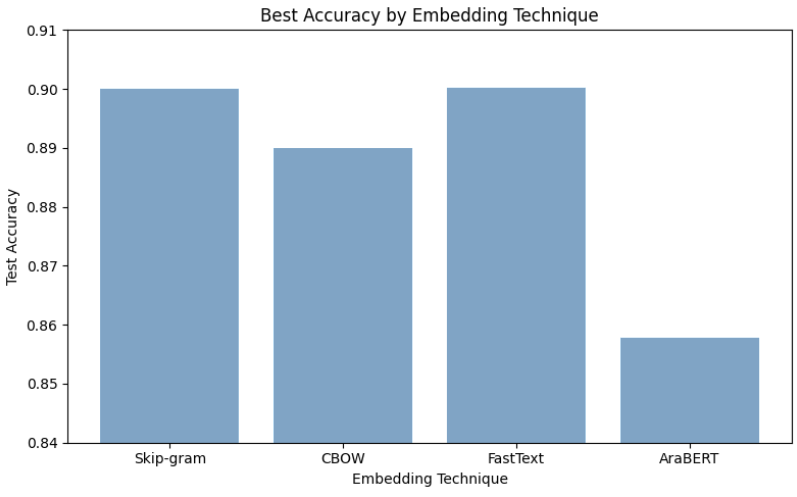 Best Accuracy by Embedding Technique
0.91
0.90
0.89
0.88
0.87
0.86
0.85
0.84
Test Accuracy
Skip-gram CBOW FastText AraBERT
Embedding Technique